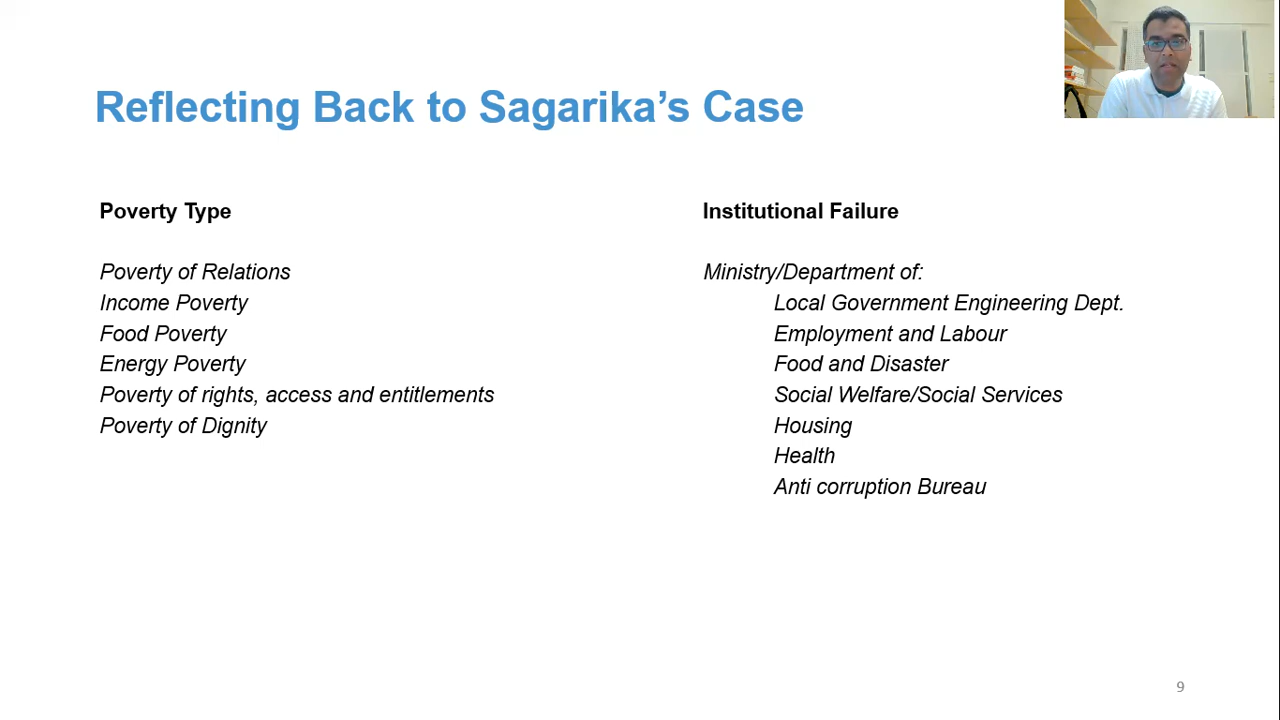 Reflecting Back to Sagarika’s Case
Poverty Type
Poverty of Relations
Income Poverty
Food Poverty
Energy Poverty
Poverty of rights, access and entitlements
Poverty of Dignity
Institutional Failure
Ministry/Department of:
Local Government Engineering Dept.
Employment and Labour
Food and Disaster
Social Welfare/Social Services
Housing
Health
Anti corruption Bureau
9